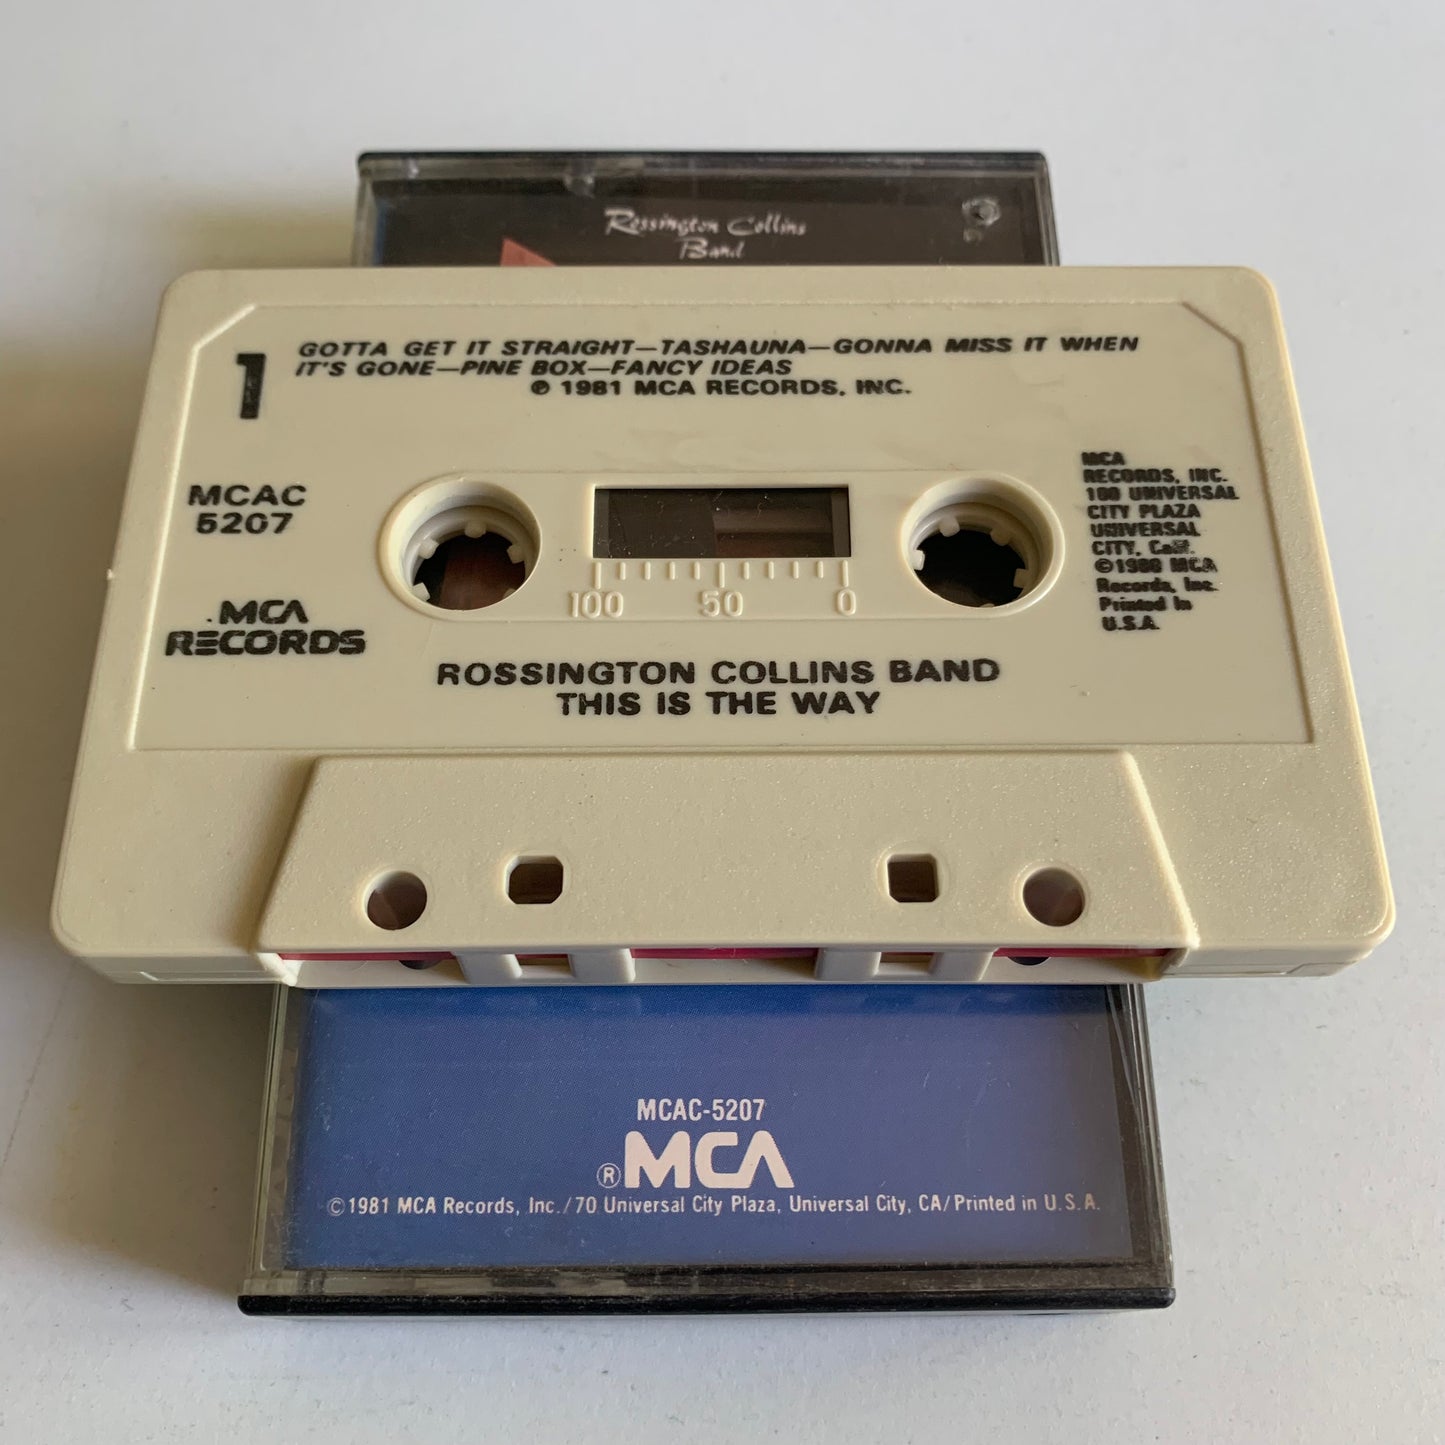 Rossington Collins
Band
1
GOTTA GET IT STRAIGHT—TASHAUNA—GONNA MISS IT WHEN
IT'S GONE—PINE BOX—FANCY IDEAS
℗ 1981 MCA RECORDS, INC.
MCAC
5207
MCA
RECORDS
100 50 0
MCA
RECORDS, INC.
100 UNIVERSAL
CITY PLAZA
UNIVERSAL
CITY, Calif.
©1980 MCA
Records, Inc.
Printed In
U.S.A.
ROSSINGTON COLLINS BAND
THIS IS THE WAY
MCAC-5207
®MCA
©1981 MCA Records, Inc./70 Universal City Plaza, Universal City, CA/Printed in U.S.A.